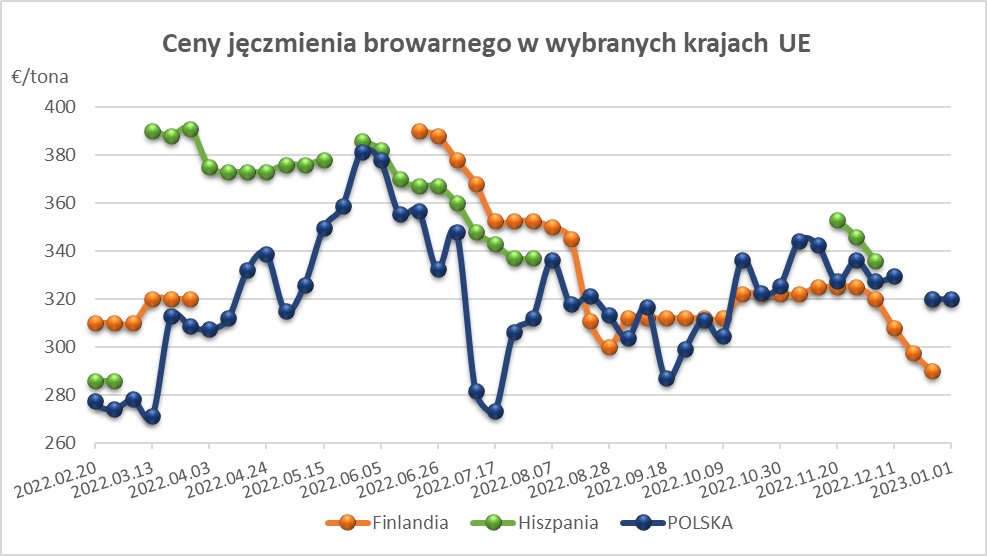 Ceny jęczmienia browarnego w wybranych krajach UE
€/tona
400
380
360
340
320
300
280
260
2022.02.20 2022.03.13 2022.04.03 2022.04.24 2022.05.15 2022.06.05 2022.06.26 2022.07.17 2022.08.07 2022.08.28 2022.09.18 2022.10.09 2022.10.30 2022.11.20 2022.12.11 2023.01.01
Finlandia Hiszpania POLSKA